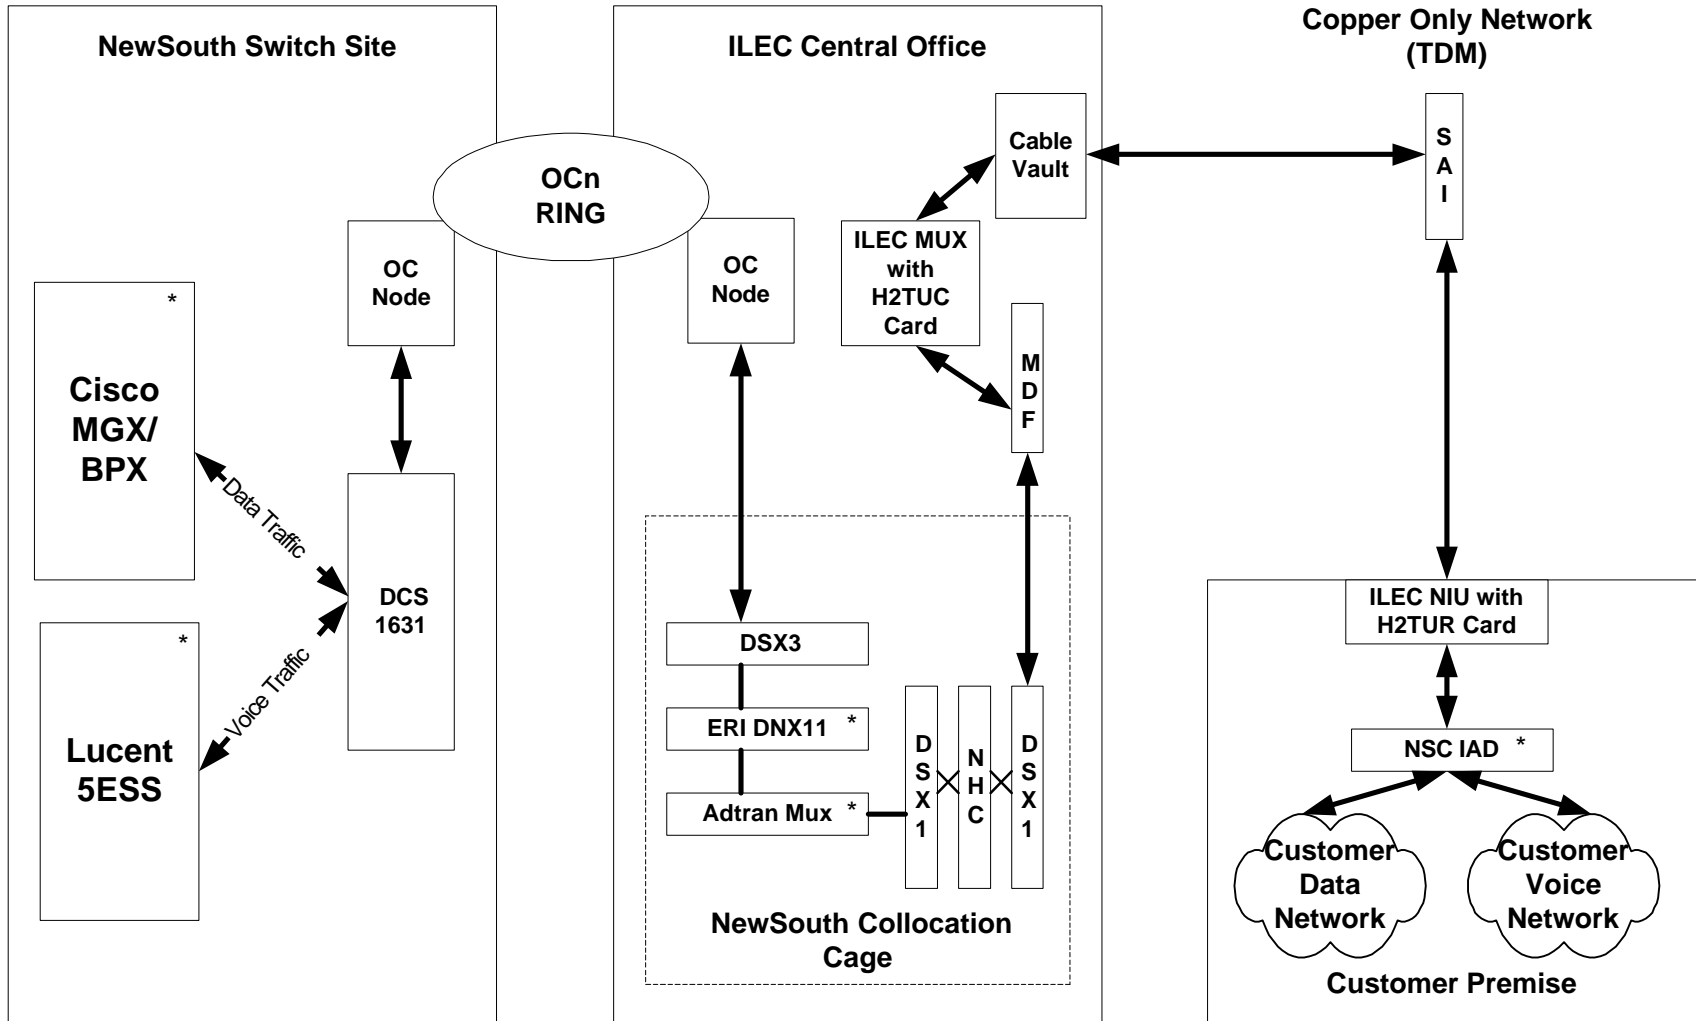 NewSouth Switch Site
ILEC Central Office
Copper Only Network
(TDM)
OCn
RING
OC
Node
*
Cisco
MGX/
BPX
Data Traffic
DCS
1631
*
Lucent
5ESS
Voice Traffic
OC
Node
Cable
Vault
ILEC MUX
with
H2TUC
Card
M
D
F
DSX3
ERI DNX11 *
Adtran Mux *
D
S
X
1
N
H
C
D
S
X
1
NewSouth Collocation
Cage
S
A
I
ILEC NIU with
H2TUR Card
NSC IAD *
Customer
Data
Network
Customer
Voice
Network
Customer Premise